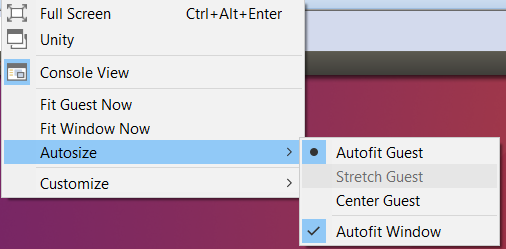 Full Screen Ctrl+Alt+Enter
Unity
Console View
Fit Guest Now
Fit Window Now
Autosize
Customize
Autofit Guest
Stretch Guest
Center Guest
Autofit Window